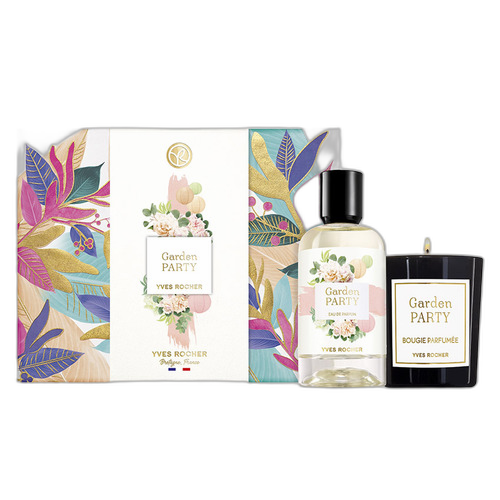 Garden
PARTY
YVES ROCHER
YVES ROCHER
Bretagne, France
Garden
PARTY
EAU DE PARFUM
YVES ROCHER
Garden
PARTY
BOUGIE PARFUMÉE
YVES ROCHER